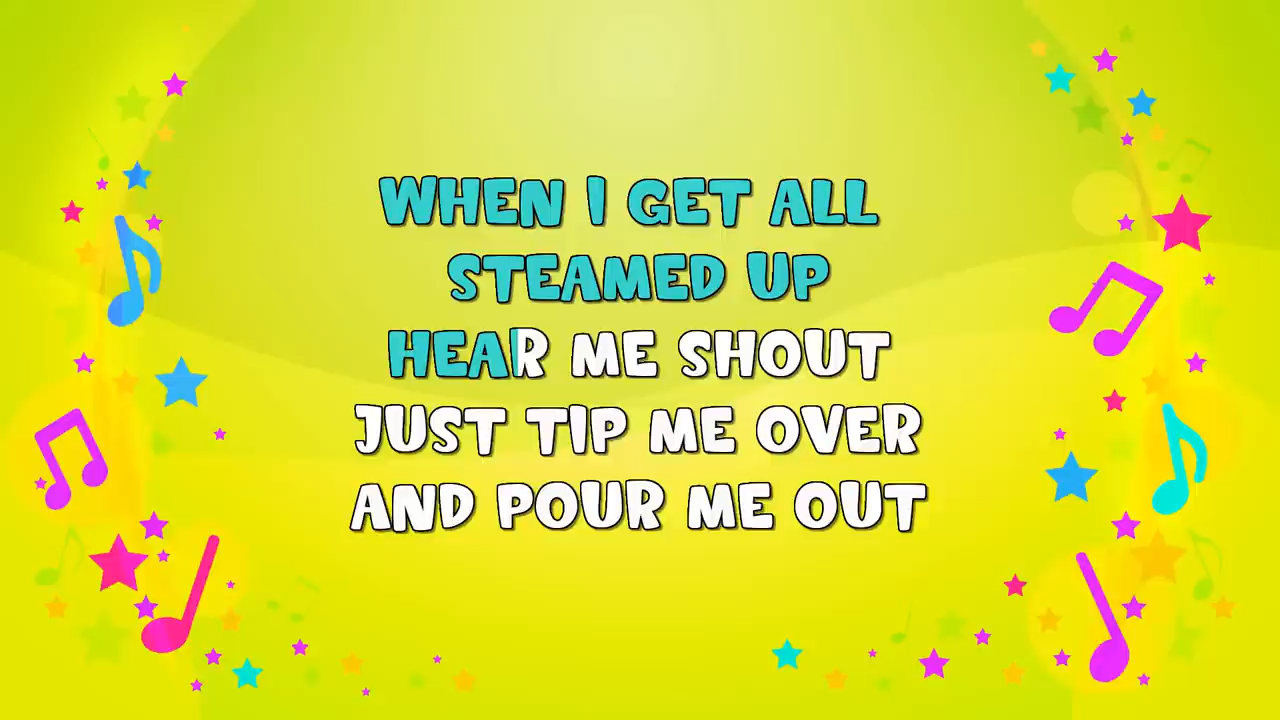 WHEN I GET ALL
STEAMED UP
HEAR ME SHOUT
JUST TIP ME OVER
AND POUR ME OUT